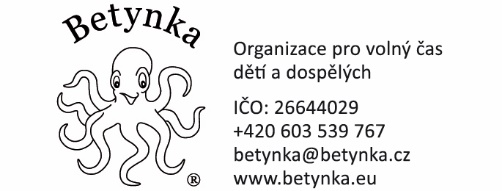 Betynka
Organizace pro volný čas
dětí a dospělých
IČO: 26644029
+420 603 539 767
betynka@betynka.cz
www.betynka.eu
®